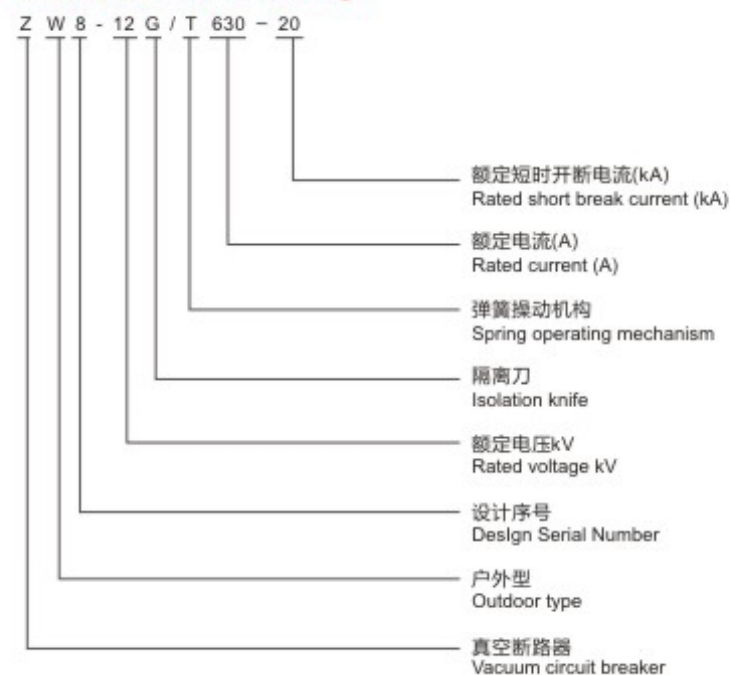 Z W 8 - 12 G / T 630 - 20
额定短时开断电流(kA)
Rated short break current (kA)
额定电流(A)
Rated current (A)
弹簧操动机构
Spring operating mechanism
隔离刀
Isolation knife
额定电压kV
Rated voltage kV
设计序号
DesIgn Serial Number
户外型
Outdoor type
真空断路器
Vacuum circuit breaker